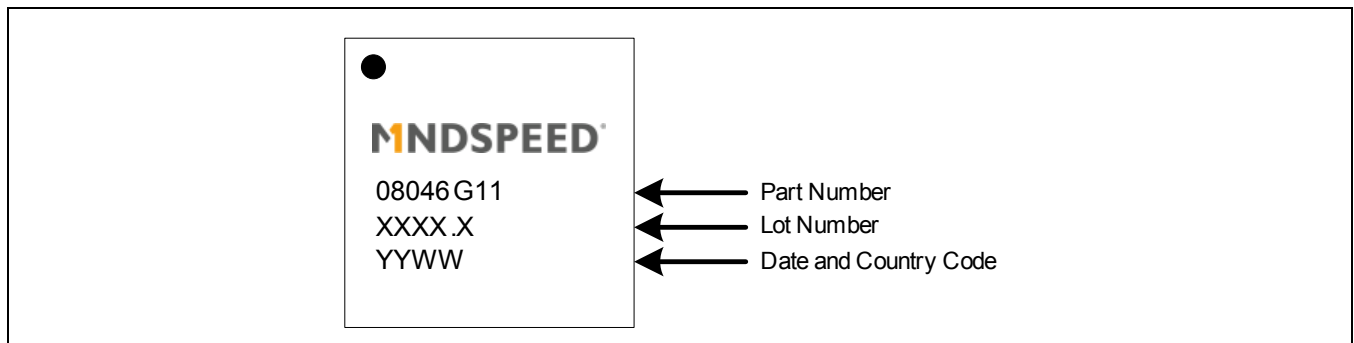 MINDSPEED®
08046G11 Part Number
XXXX.X Lot Number
YYWW Date and Country Code